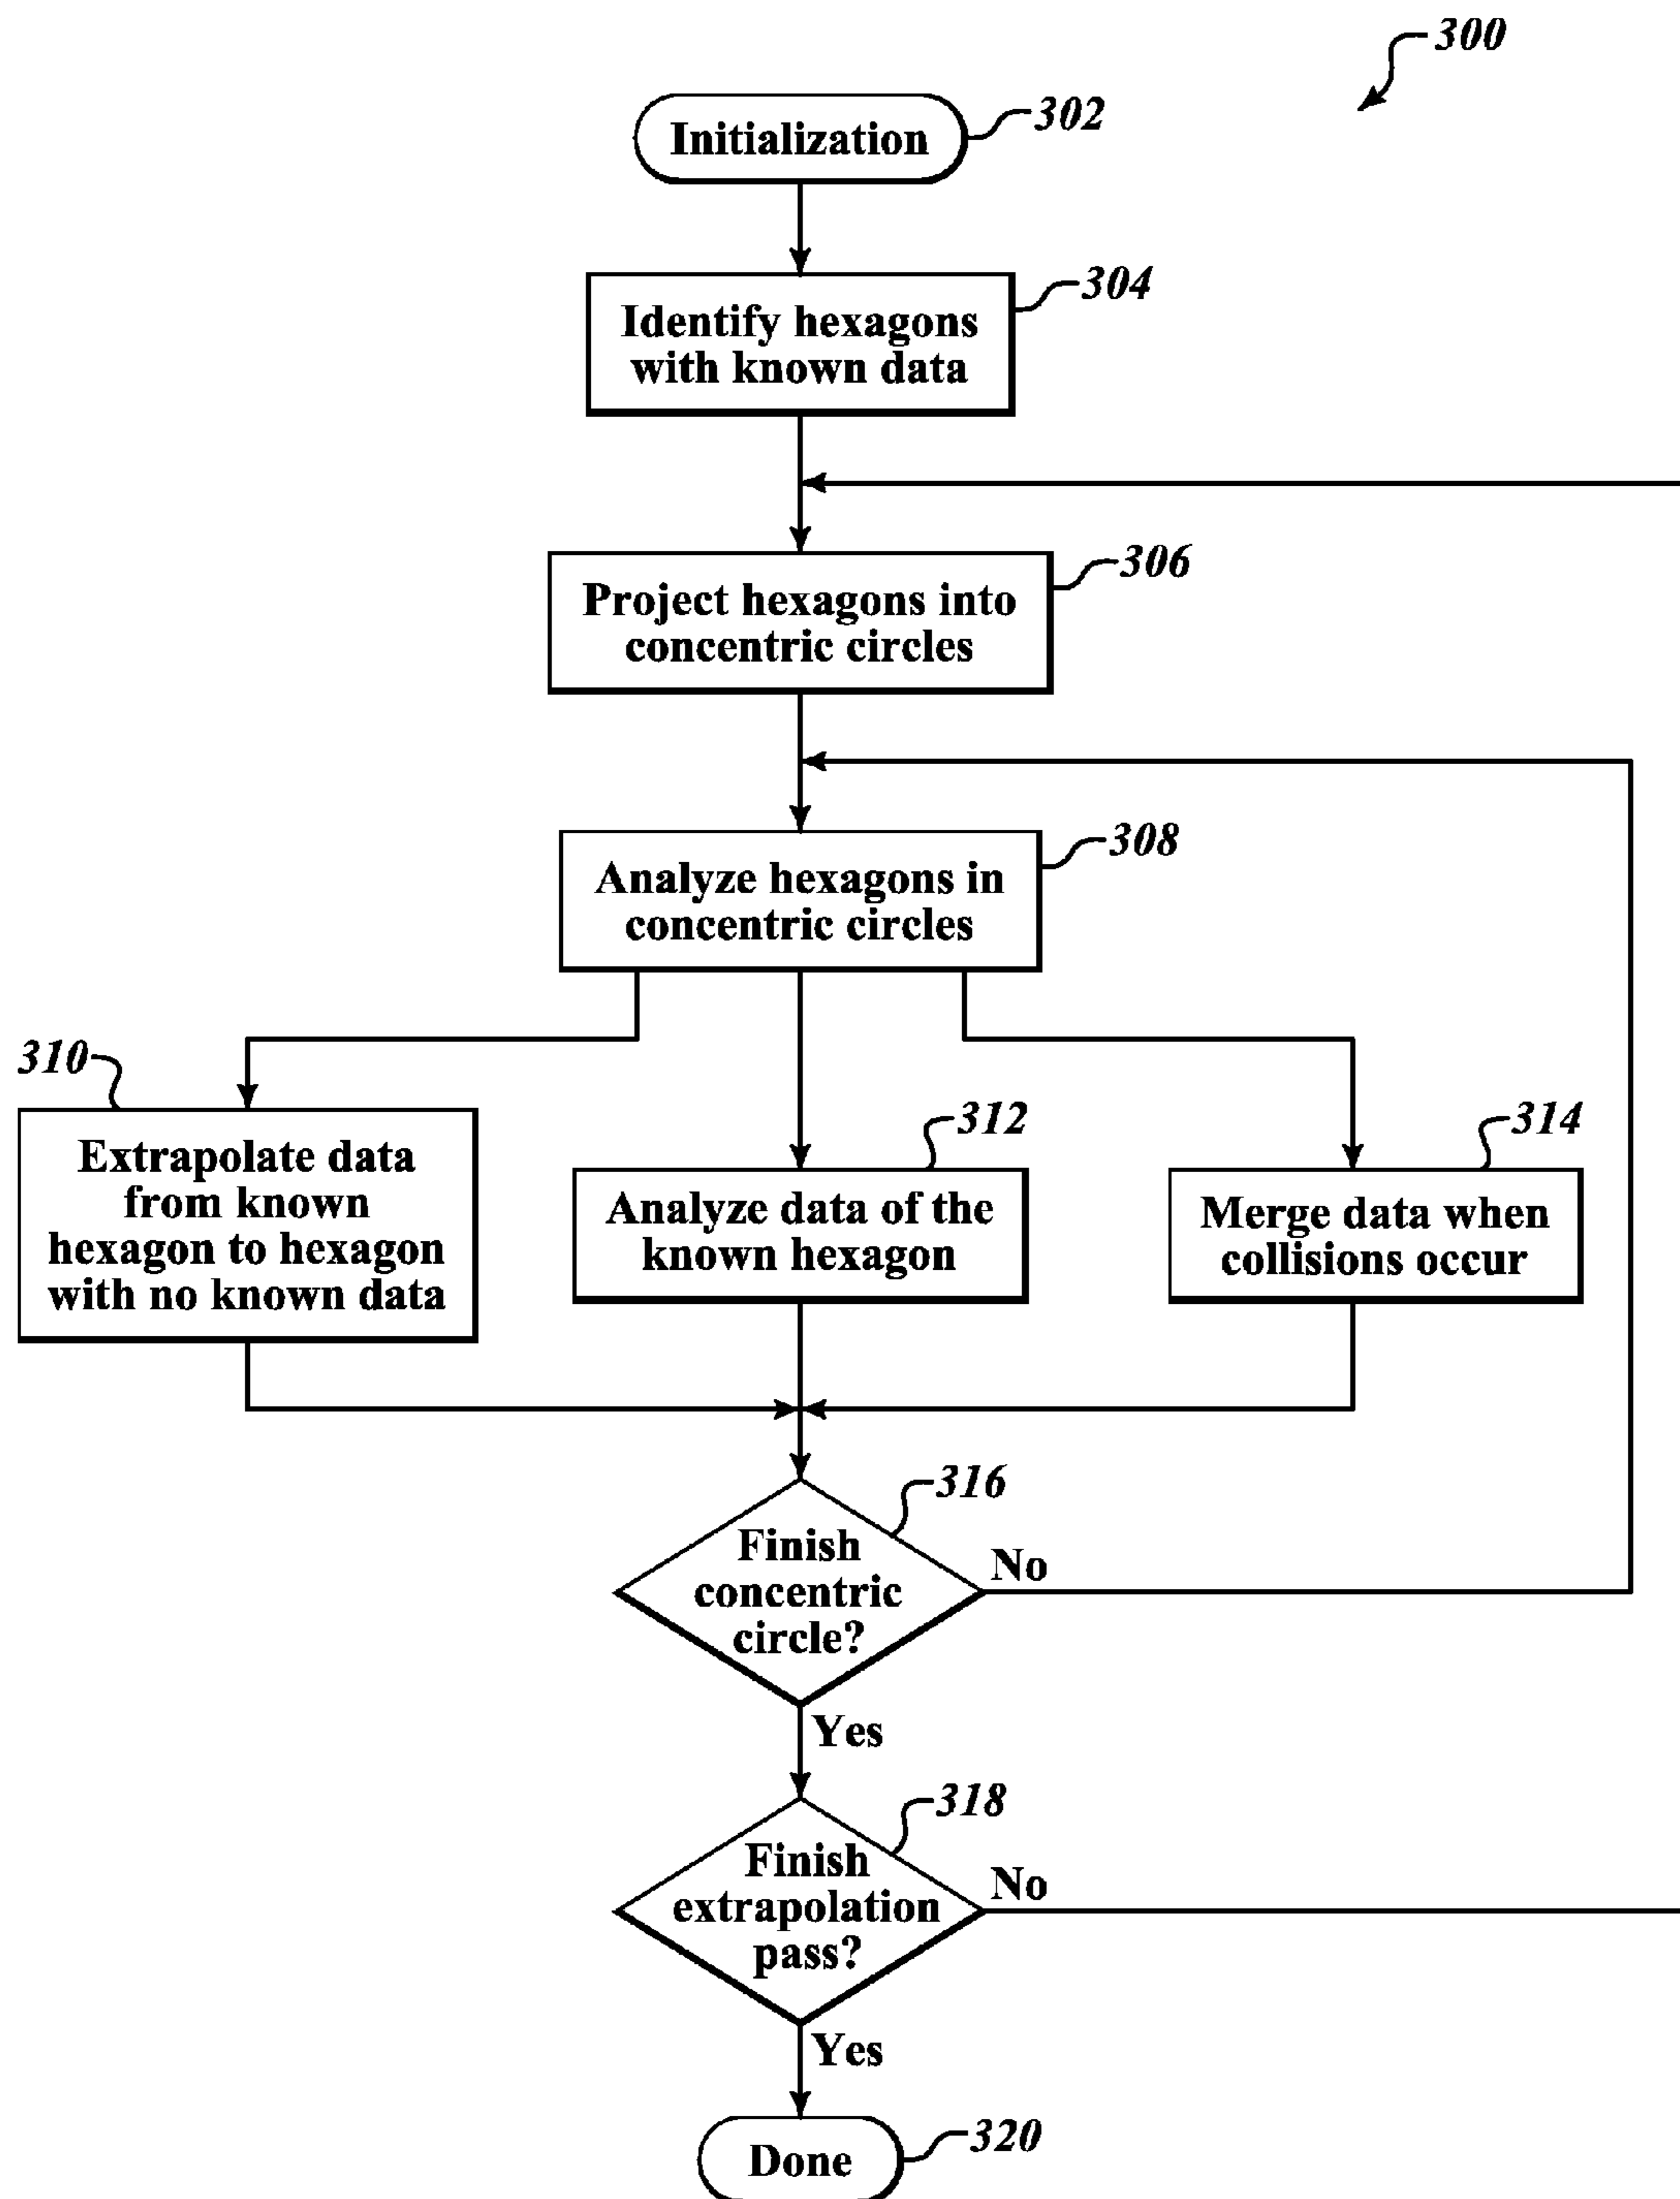 300
Initialization
302
Identify hexagons
with known data
304
Project hexagons into
concentric circles
306
Analyze hexagons in
concentric circles
308
310
Extrapolate data
from known
hexagon to hexagon
with no known data
312
Analyze data of the
known hexagon
314
Merge data when
collisions occur
316
Finish
concentric
circle?
No
Yes
318
Finish
extrapolation
pass?
No
Yes
Done
320